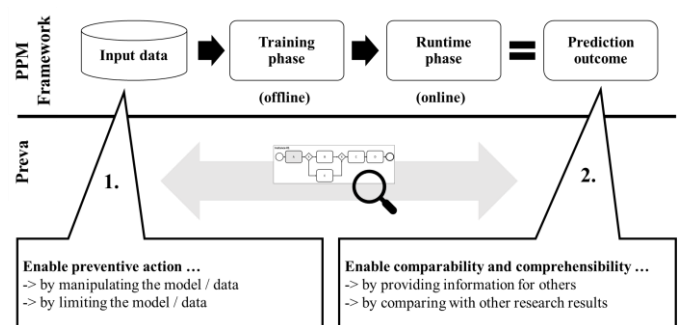 PPM
Framework
Input data
Training
phase
Runtime
phase
Prediction
outcome
(offline)
(online)
Preva
1.
2.
Enable preventive action …
-> by manipulating the model / data
-> by limiting the model / data
Enable comparability and comprehensibility …
-> by providing information for others
-> by comparing with other research results